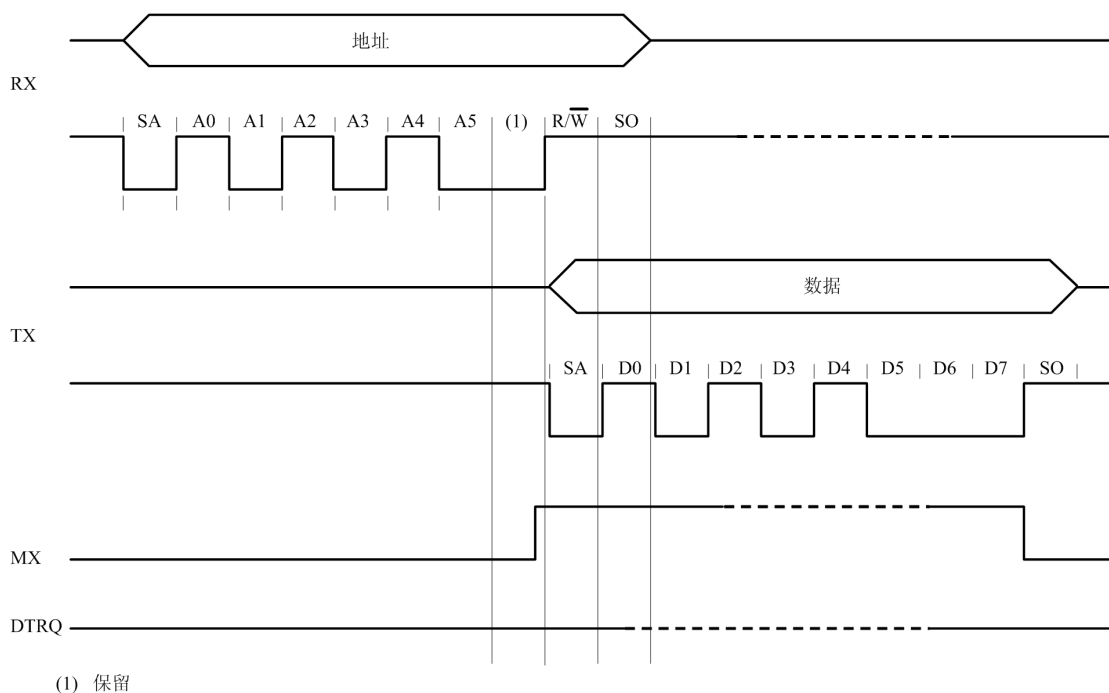 地址
RX
SA A0 A1 A2 A3 A4 A5 (1) R/W̅ SO
数据
TX
SA D0 D1 D2 D3 D4 D5 D6 D7 SO
MX
DTRQ
(1) 保留